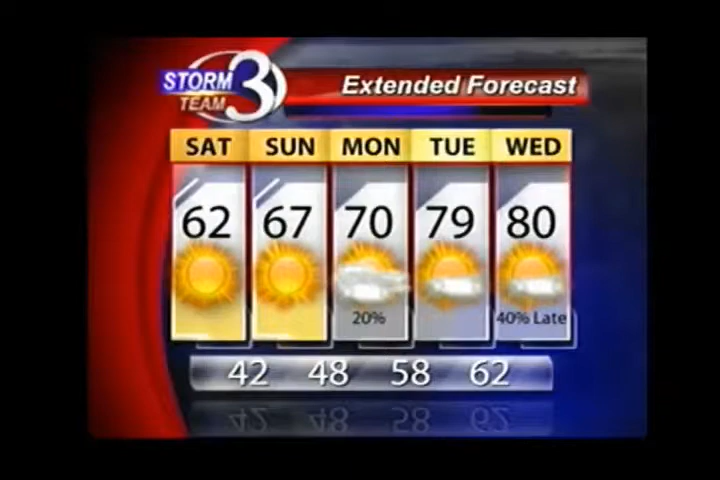 STORM 3
TEAM
Extended Forecast
SAT SUN MON TUE WED
62 67 70 79 80
20% 40% Late
42 48 58 62